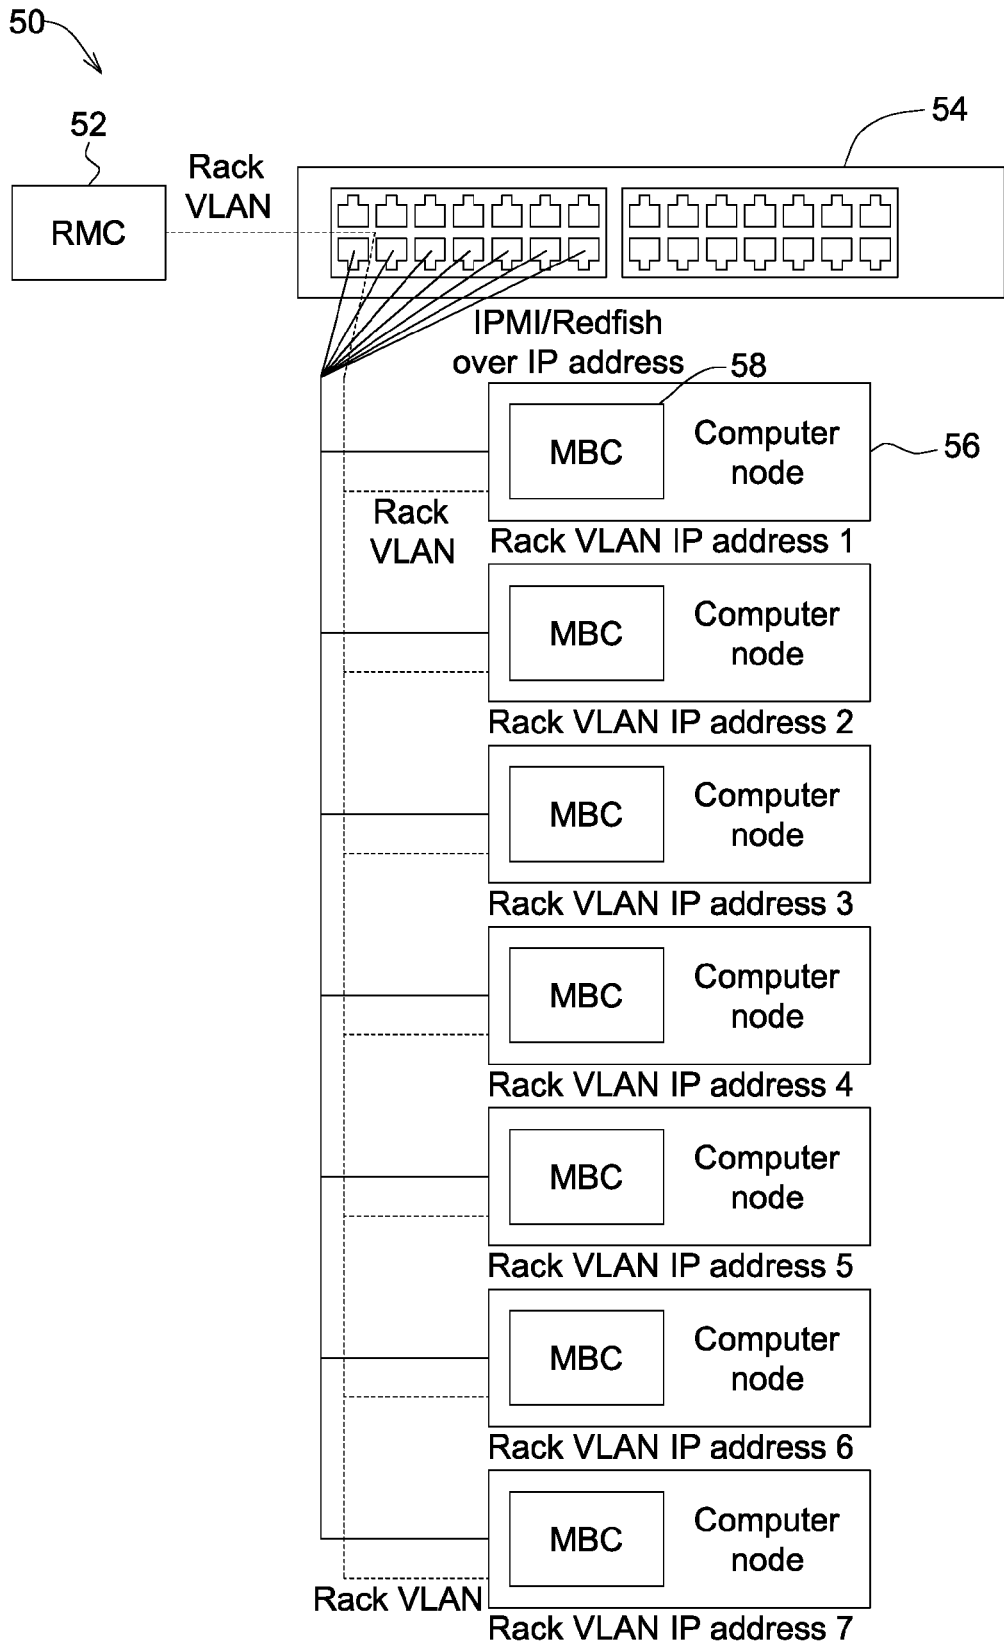 50
52
54
Rack
VLAN
RMC
IPMI/Redfish
over IP address
58
MBC
Computer
node
56
Rack
VLAN
Rack VLAN IP address 1
MBC
Computer
node
Rack VLAN IP address 2
MBC
Computer
node
Rack VLAN IP address 3
MBC
Computer
node
Rack VLAN IP address 4
MBC
Computer
node
Rack VLAN IP address 5
MBC
Computer
node
Rack VLAN IP address 6
MBC
Computer
node
Rack VLAN
Rack VLAN IP address 7